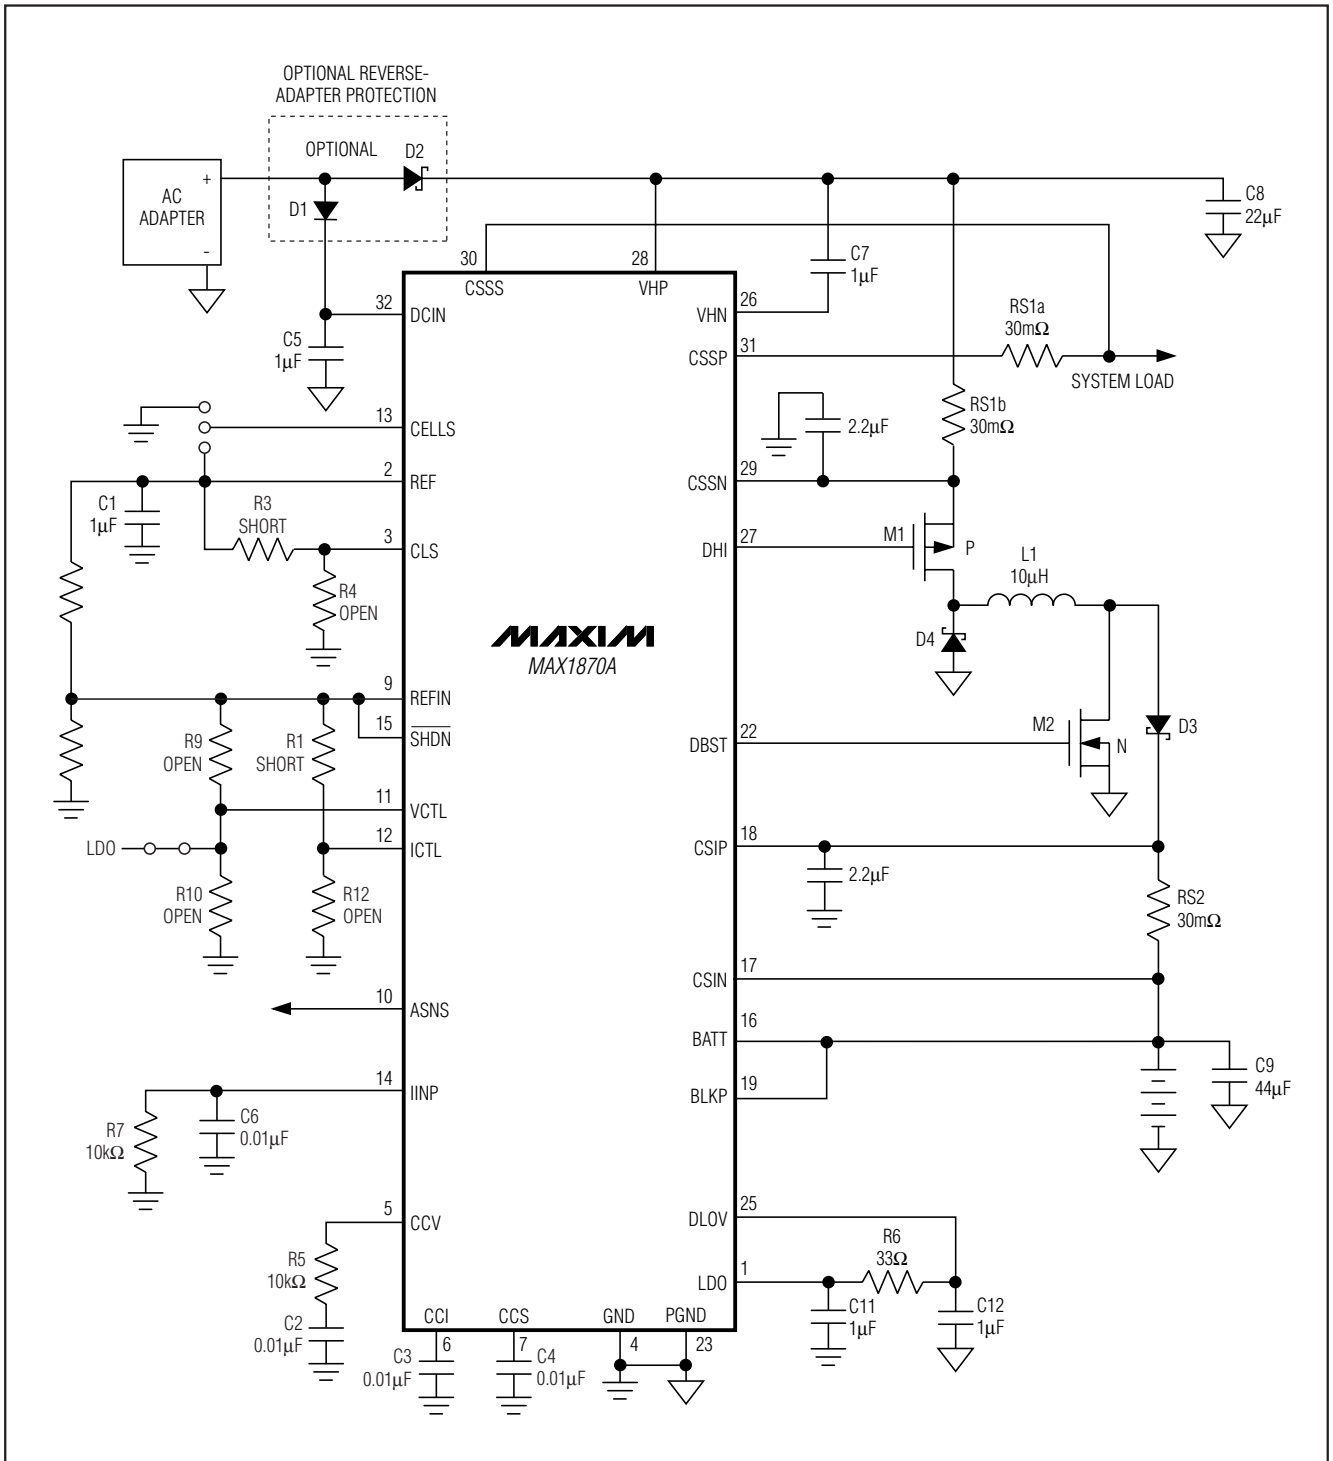 OPTIONAL REVERSE-
ADAPTER PROTECTION
OPTIONAL
D2
AC
ADAPTER
+
-
D1
C8
22µF
30
CSSS
28
VHP
C7
1µF
32
DCIN
26
VHN
C5
1µF
RS1a
30mΩ
31
CSSP
SYSTEM LOAD
13
CELLS
2.2µF
RS1b
30mΩ
2
REF
29
CSSN
C1
1µF
R3
SHORT
3
CLS
27
DHI
M1
P
L1
10µH
R4
OPEN
D4
MAXIM
MAX1870A
9
REFIN
15
SHDN
R9
OPEN
R1
SHORT
22
DBST
M2
N
D3
11
VCTL
12
ICTL
LDO
18
CSIP
2.2µF
R10
OPEN
R12
OPEN
RS2
30mΩ
17
CSIN
10
ASNS
16
BATT
19
BLKP
C9
44µF
14
IINP
R7
10kΩ
C6
0.01µF
5
CCV
25
DLOV
R5
10kΩ
R6
33Ω
1
LDO
C2
0.01µF
C11
1µF
C12
1µF
CCI
CCS
GND
PGND
6
7
4
23
C3
0.01µF
C4
0.01µF